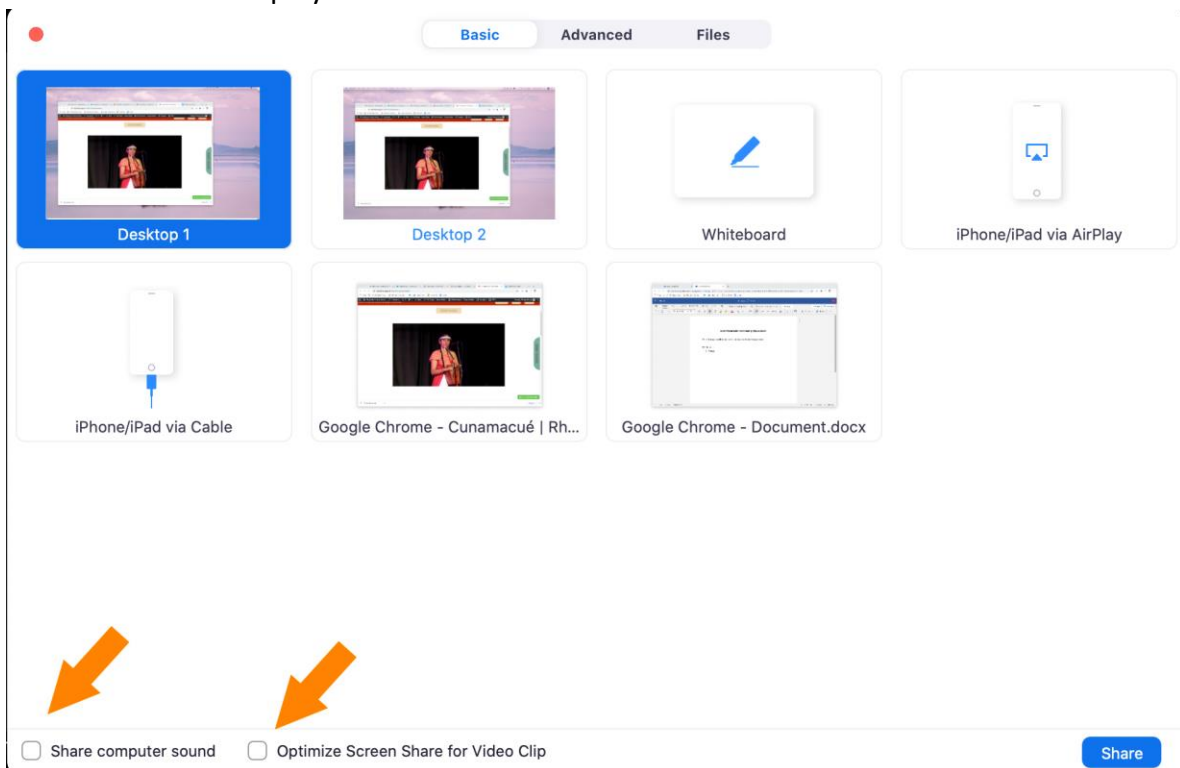 Basic Advanced Files
Desktop 1 Desktop 2 Whiteboard iPhone/iPad via AirPlay
iPhone/iPad via Cable Google Chrome - Cunamacué | Rh... Google Chrome - Document.docx
Share computer sound Optimize Screen Share for Video Clip Share